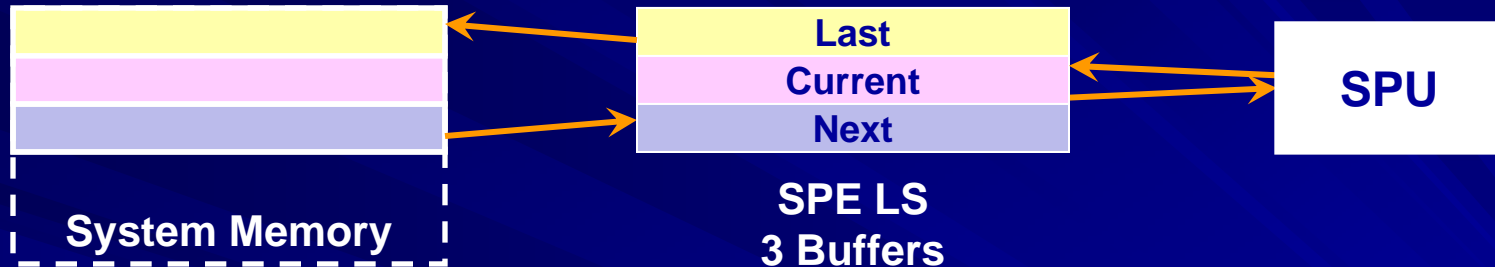 Last
Current
Next
SPU
System Memory
SPE LS
3 Buffers